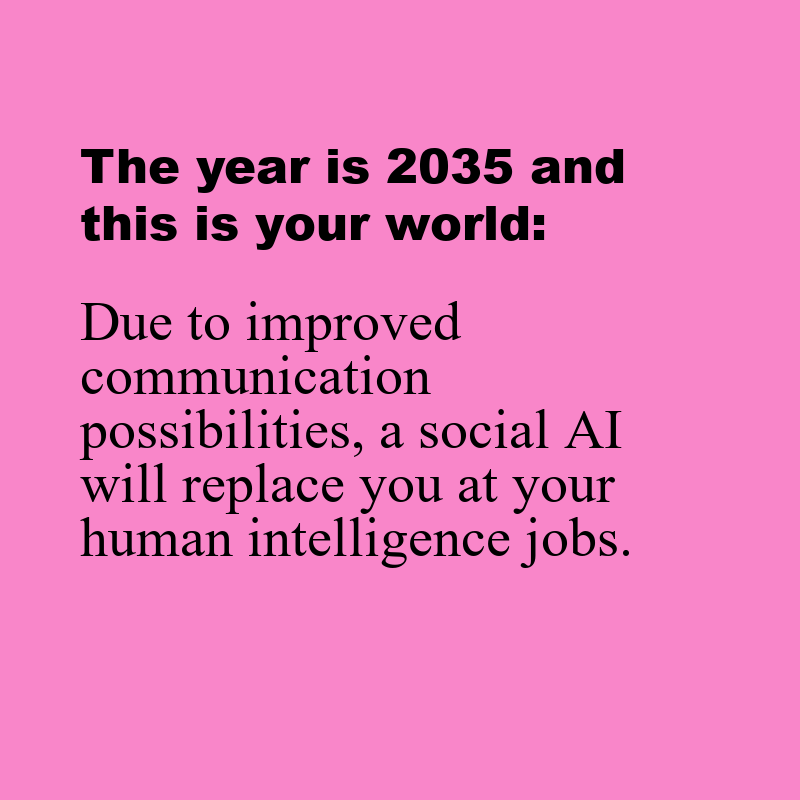 The year is 2035 and
this is your world:
Due to improved
communication
possibilities, a social AI
will replace you at your
human intelligence jobs.